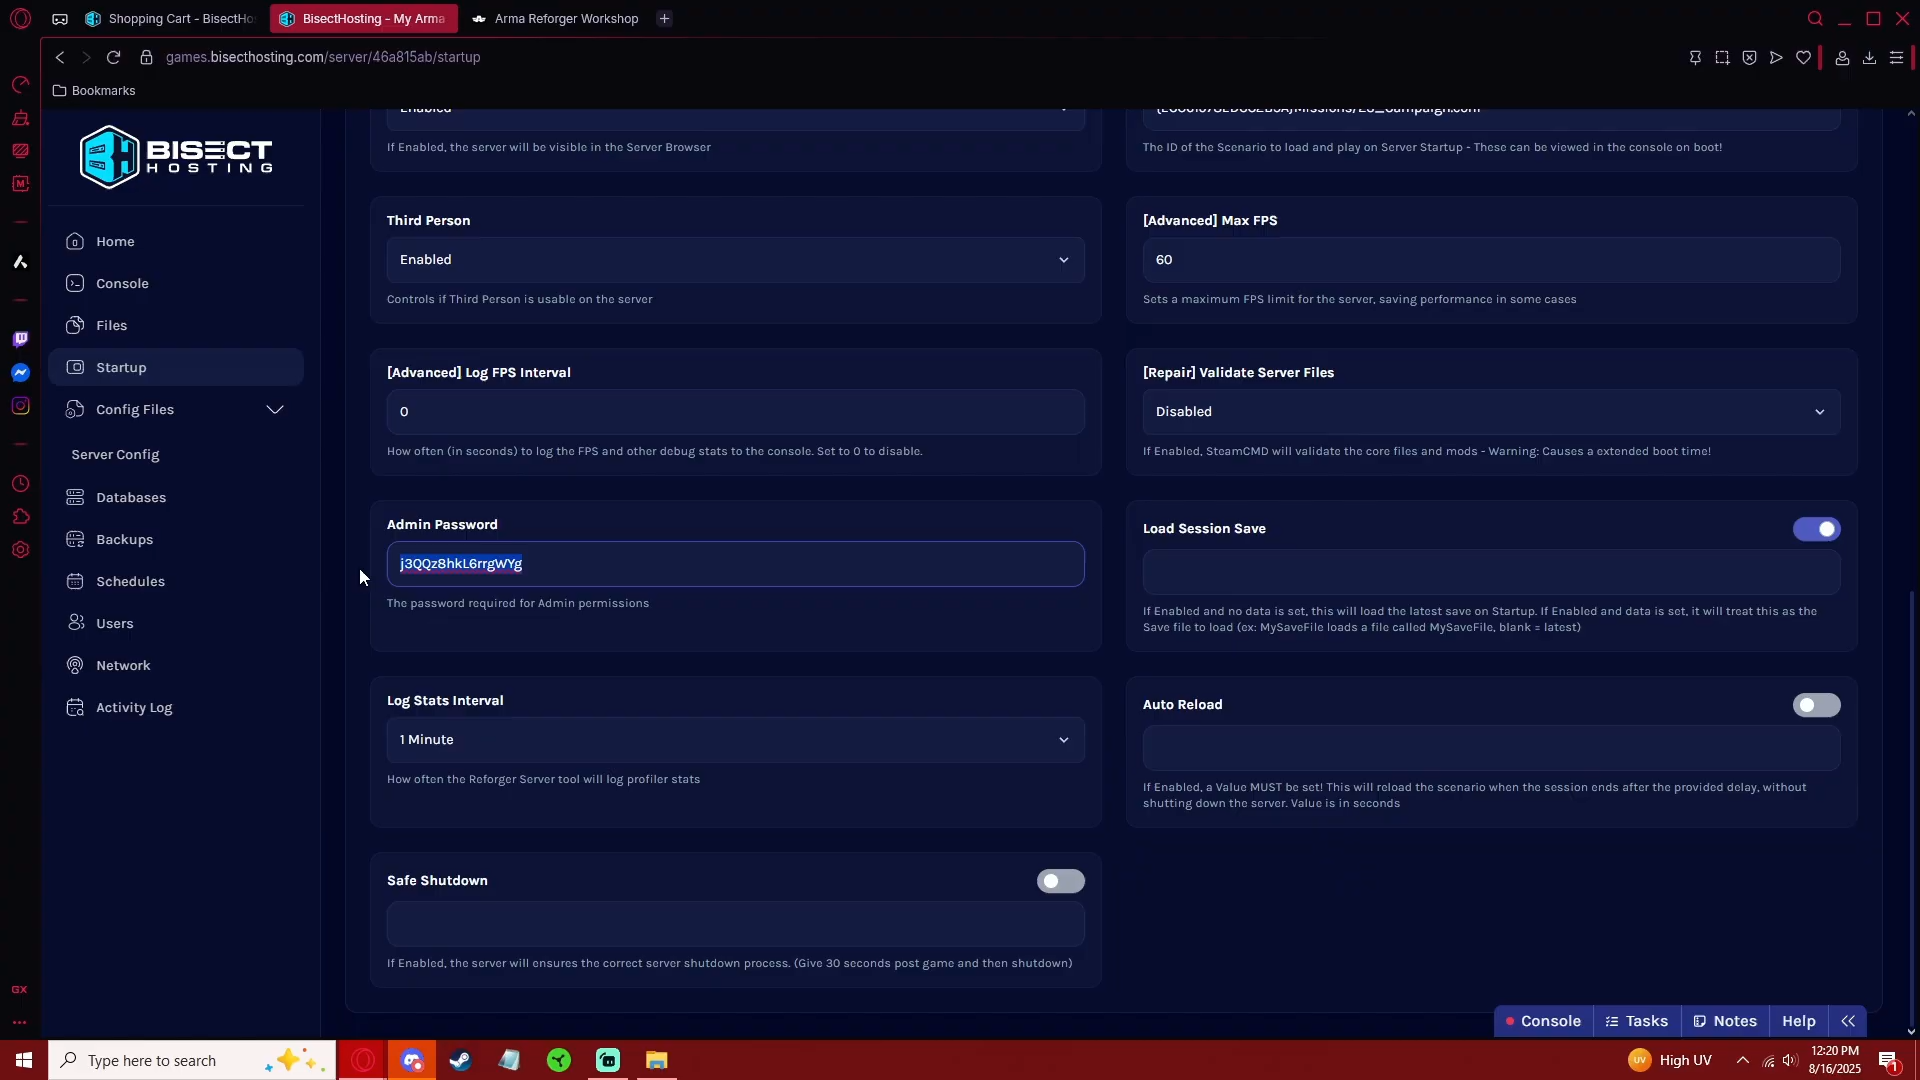 Shopping Cart - BisectHos
BisectHosting - My Arma
Arma Reforger Workshop
games.bisecthosting.com/server/46a815ab/startup
Bookmarks
BISECT
HOSTING
Home
Console
Files
Startup
Config Files
Server Config
Databases
Backups
Schedules
Users
Network
Activity Log
Enabled
If Enabled, the server will be visible in the Server Browser
The ID of the Scenario to load and play on Server Startup - These can be viewed in the console on boot!
Third Person
Enabled
Controls if Third Person is usable on the server
[Advanced] Max FPS
60
Sets a maximum FPS limit for the server, saving performance in some cases
[Advanced] Log FPS Interval
0
How often (in seconds) to log the FPS and other debug stats to the console. Set to 0 to disable.
[Repair] Validate Server Files
Disabled
If Enabled, SteamCMD will validate the core files and mods - Warning: Causes a extended boot time!
Admin Password
j3QQz8hkL6rrgWYg
The password required for Admin permissions
Load Session Save
If Enabled and no data is set, this will load the latest save on Startup. If Enabled and data is set, it will treat this as the
Save file to load (ex: MySaveFile loads a file called MySaveFile, blank = latest)
Log Stats Interval
1 Minute
How often the Reforger Server tool will log profiler stats
Auto Reload
If Enabled, a Value MUST be set! This will reload the scenario when the session ends after the provided delay, without
shutting down the server. Value is in seconds
Safe Shutdown
If Enabled, the server will ensures the correct server shutdown process. (Give 30 seconds post game and then shutdown)
Console
Tasks
Notes
Help
GX
Type here to search
UV
High UV
12:20 PM
8/16/2025
1